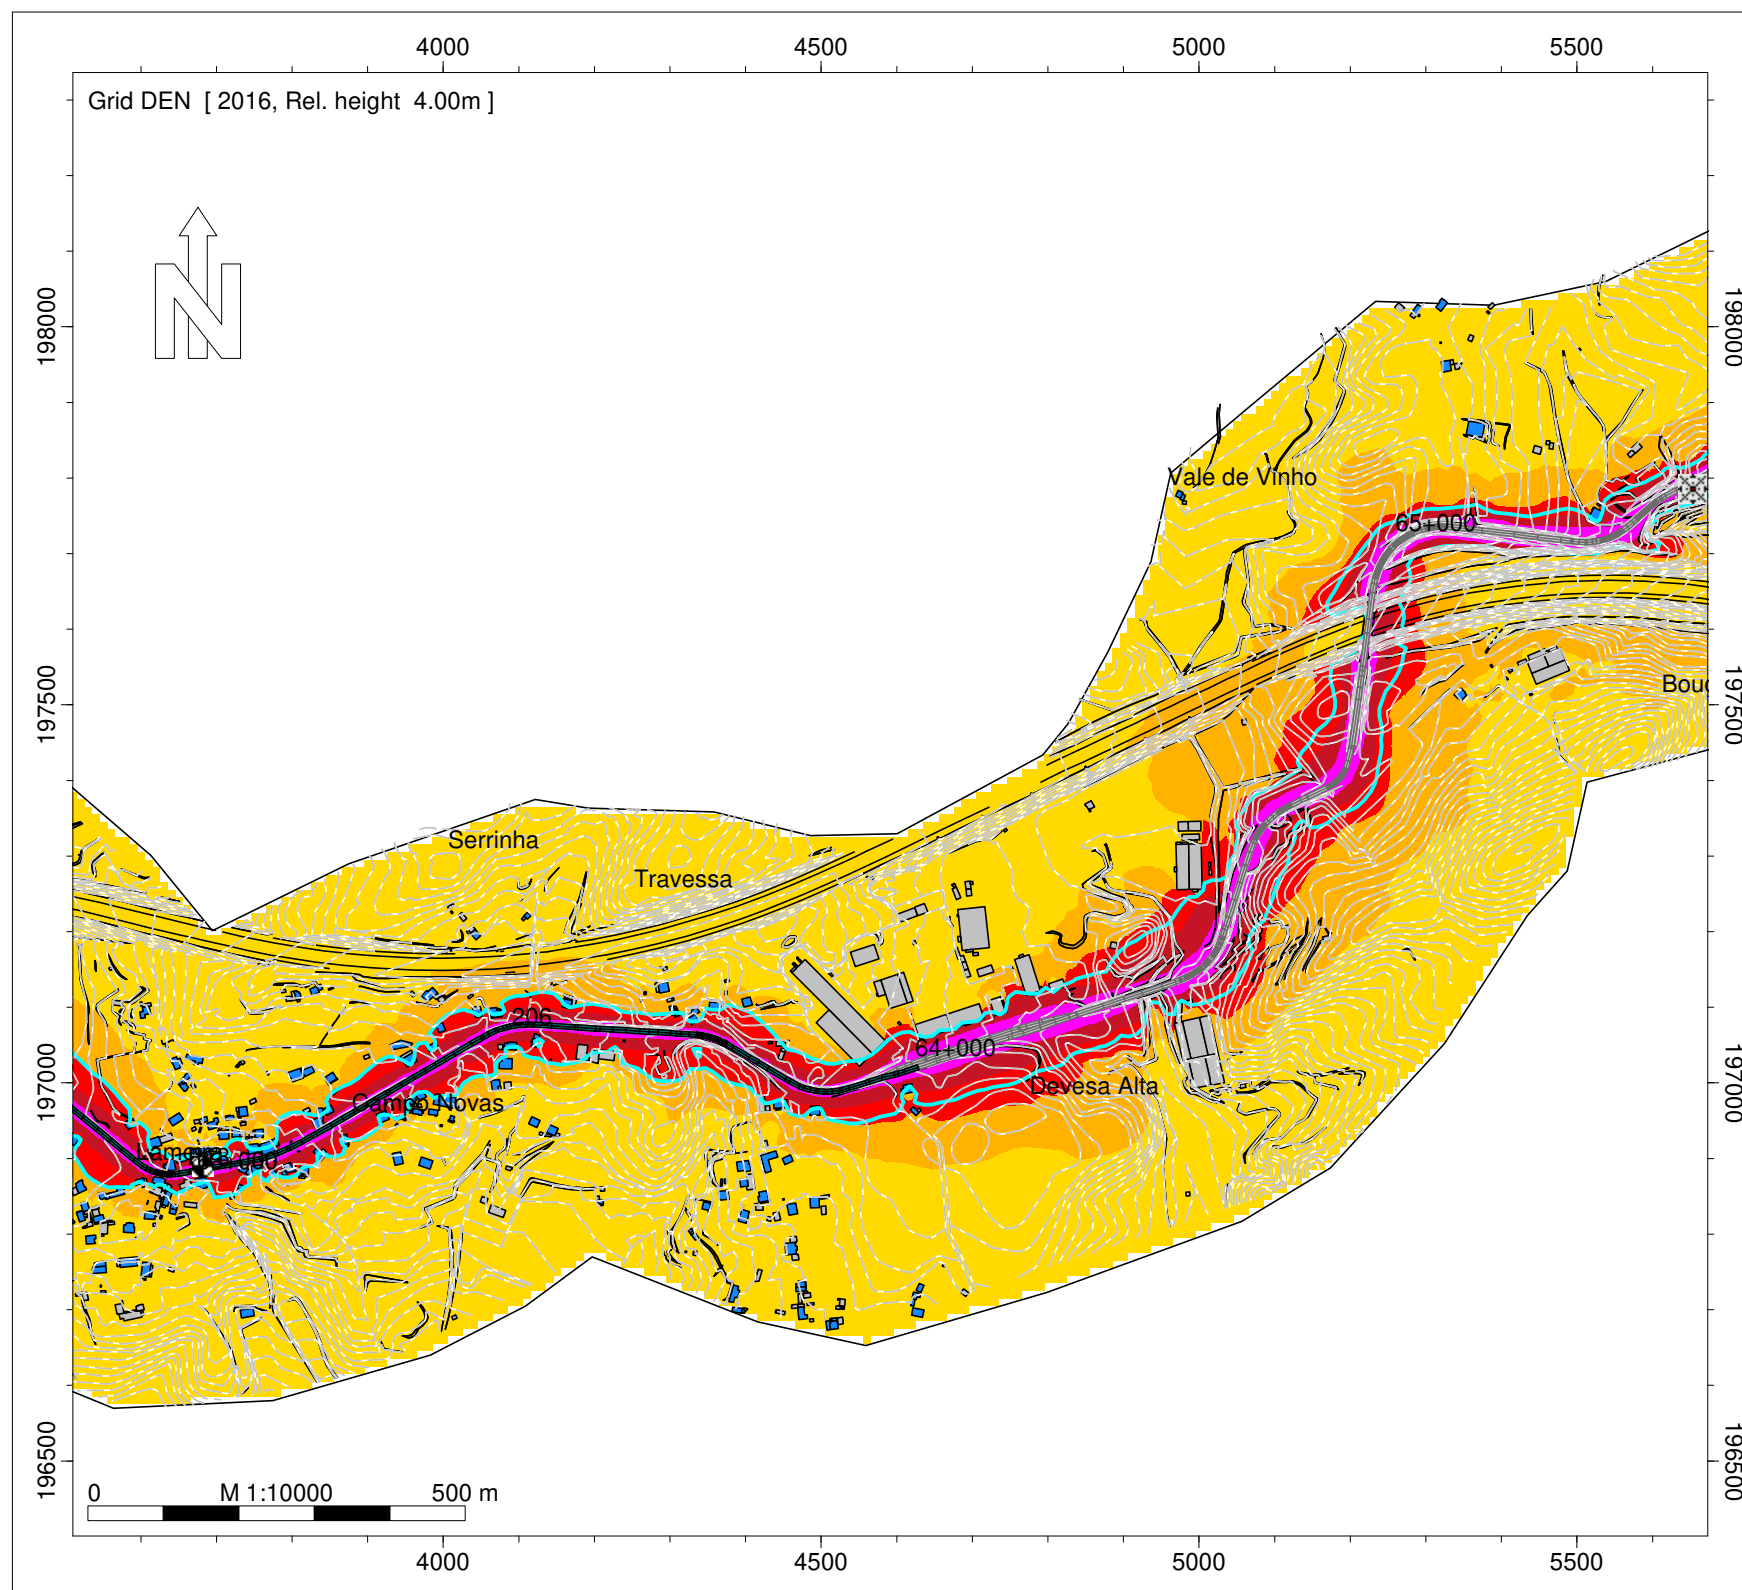 4000 4500 5000 5500
Grid DEN [ 2016, Rel. height 4.00m ]
N
198000
198000
Vale de Vinho
65+000
197500
197500
Serrinha
Travessa
206
64+000
197000
197000
Devesa Alta
Campo Novas
196500
196500
0 M 1:10000 500 m
4000 4500 5000 5500